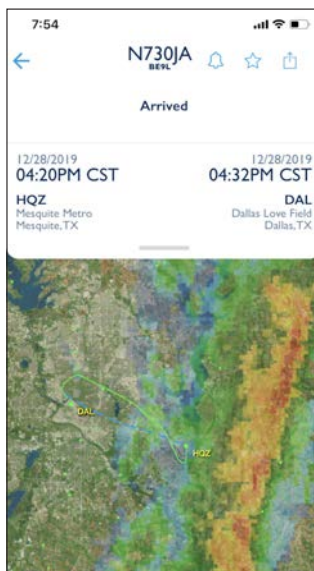 7:54
N730JA
BE9L
Arrived
12/28/2019 12/28/2019
04:20PM CST 04:32PM CST
HQZ DAL
Mesquite Metro Dallas Love Field
Mesquite,TX Dallas,TX
DAL
HQZ